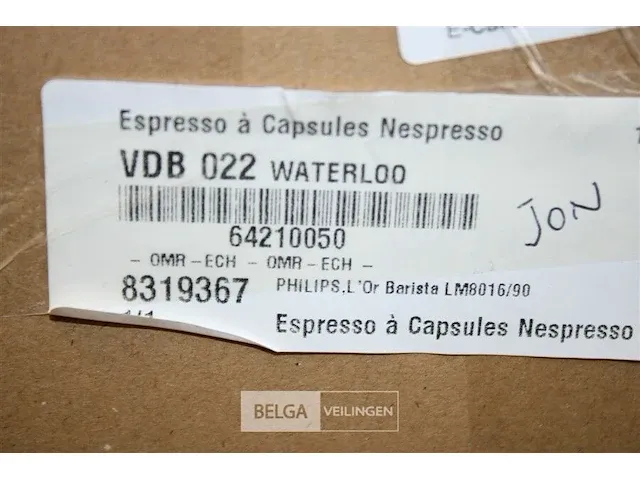 Espresso à Capsules Nespresso
VDB 022 WATERLOO
64210050
JON
- OMR-ECH - OMR-ECH -
8319367 PHILIPS,L'Or Barista LM8016/90
1/1
Espresso à Capsules Nespresso
BELGA VEILINGEN